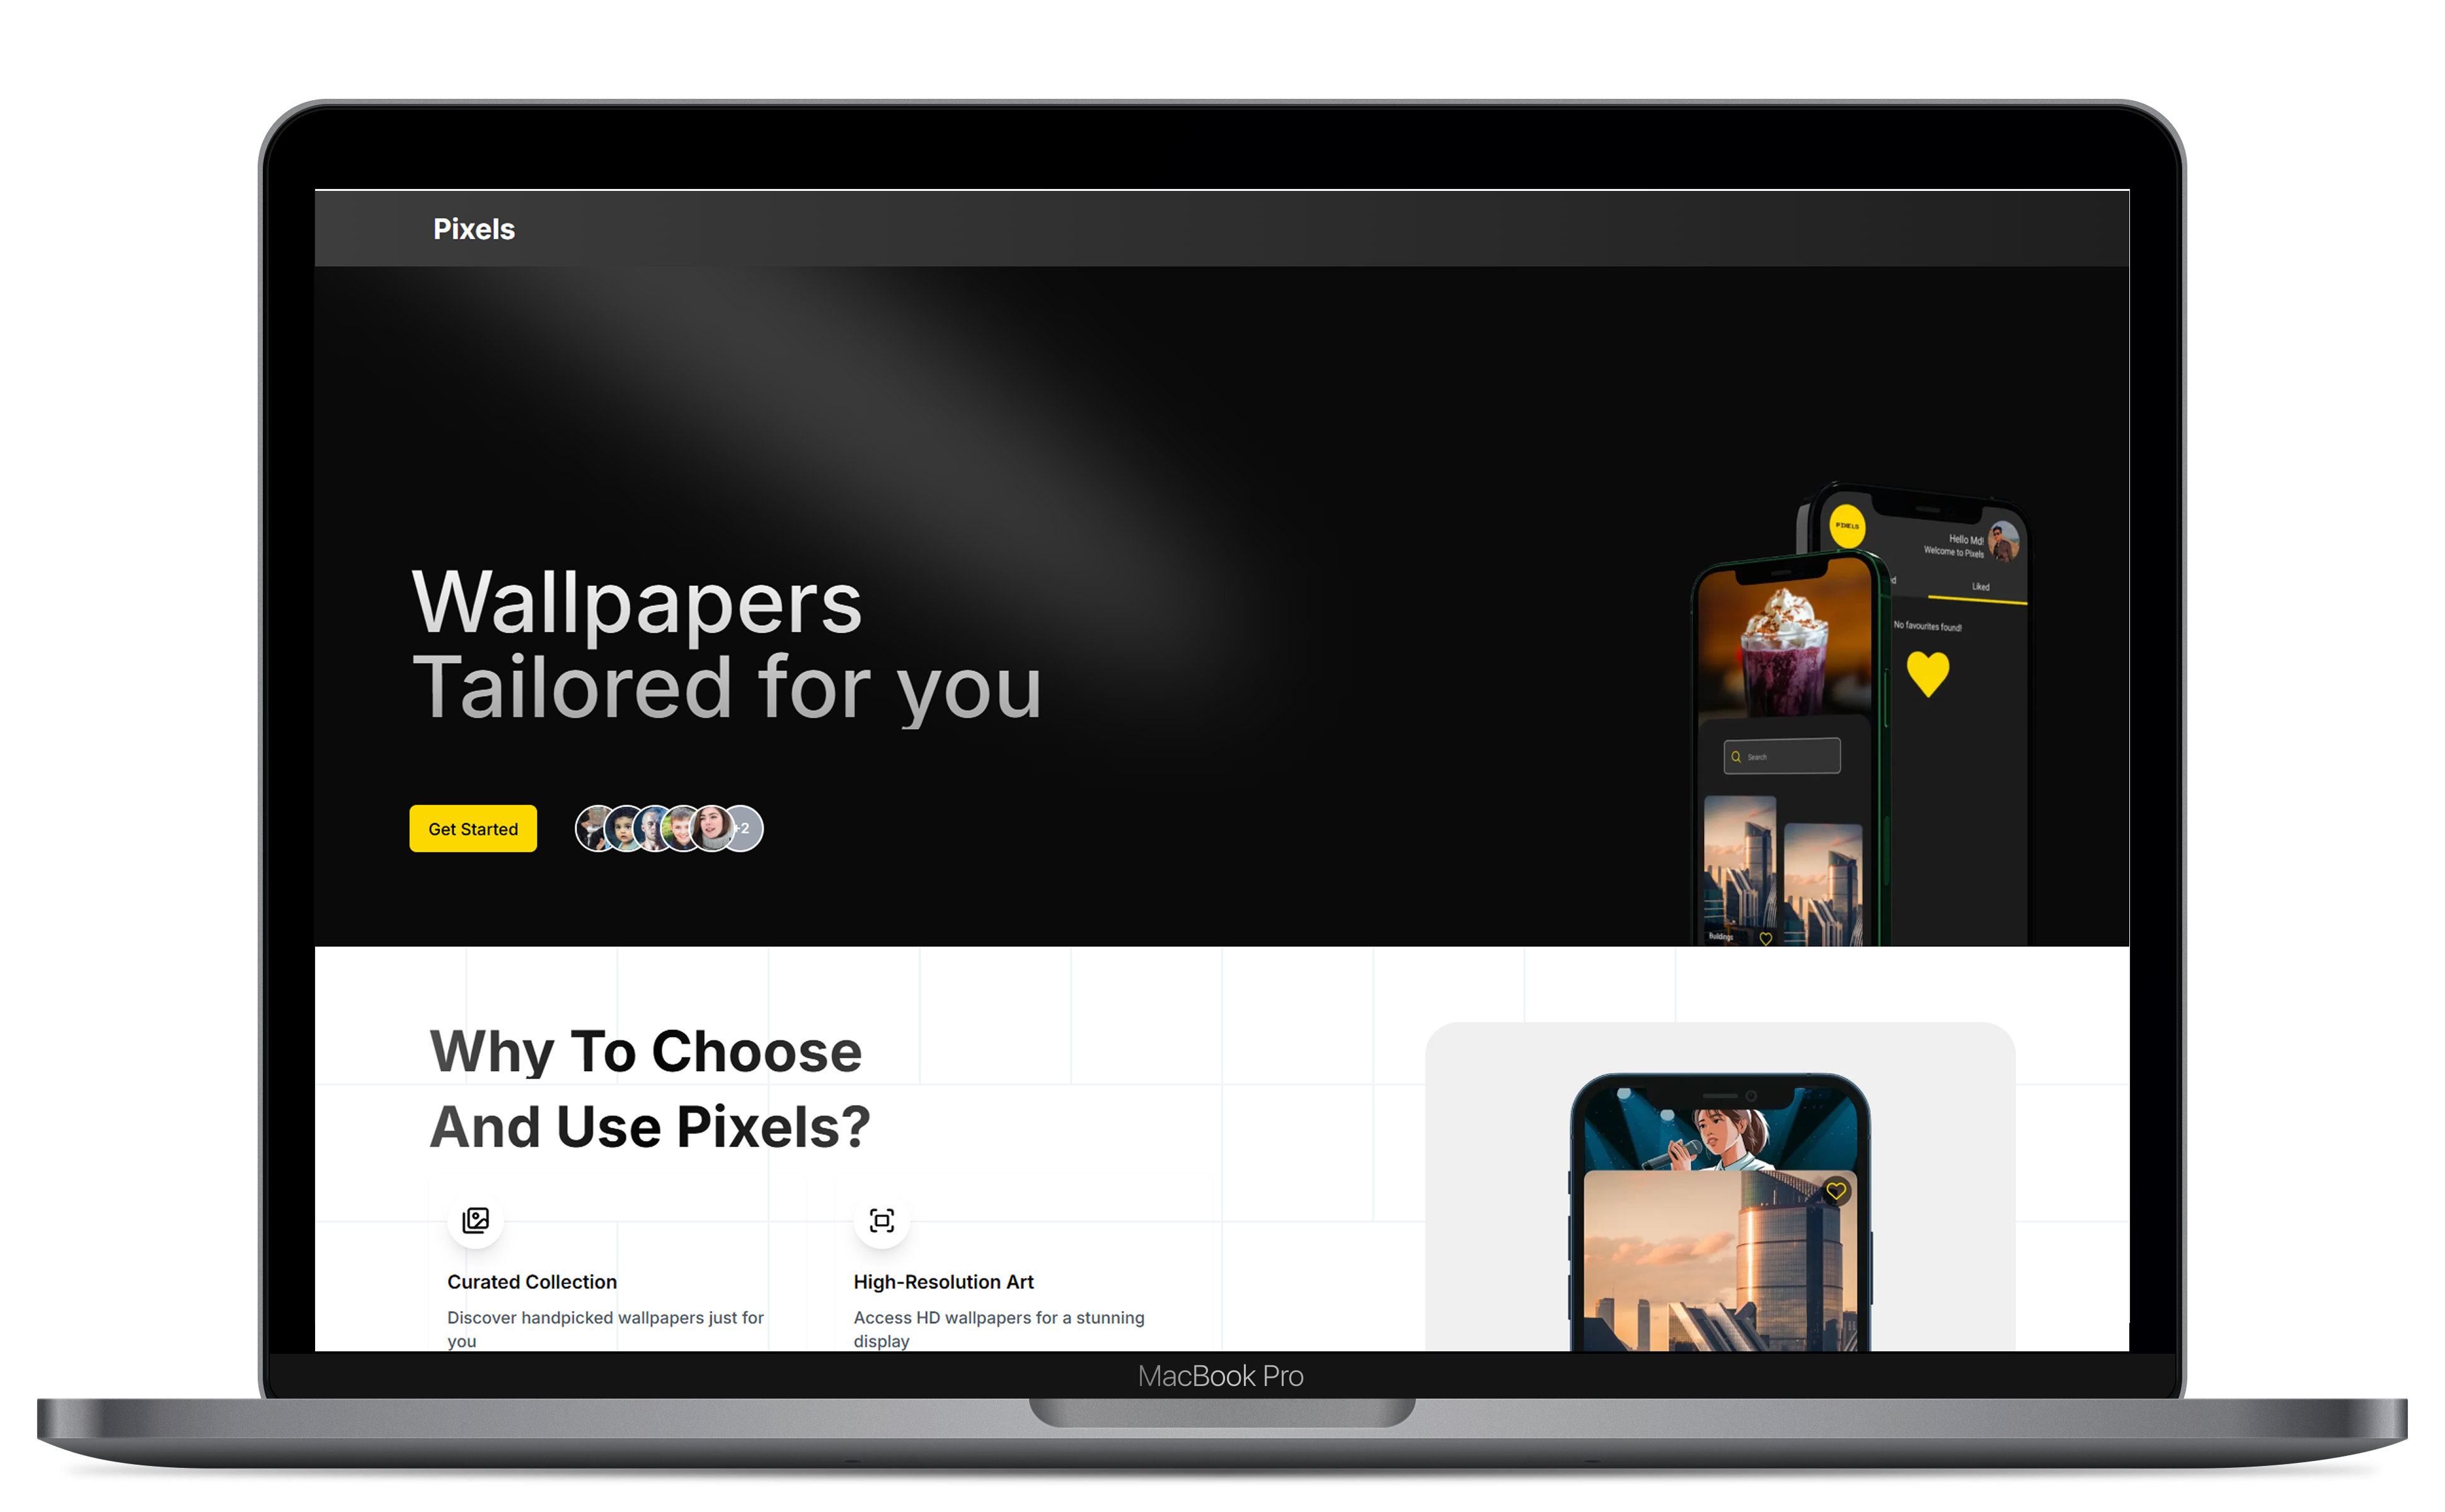 Pixels
PIXELS
Hello Md!
Welcome to Pixels
Liked
No favourites found!
Wallpapers
Tailored for you
Search
Get Started
+2
Buildings
Why To Choose
And Use Pixels?
Curated Collection
Discover handpicked wallpapers just for
you
High-Resolution Art
Access HD wallpapers for a stunning
display
MacBook Pro